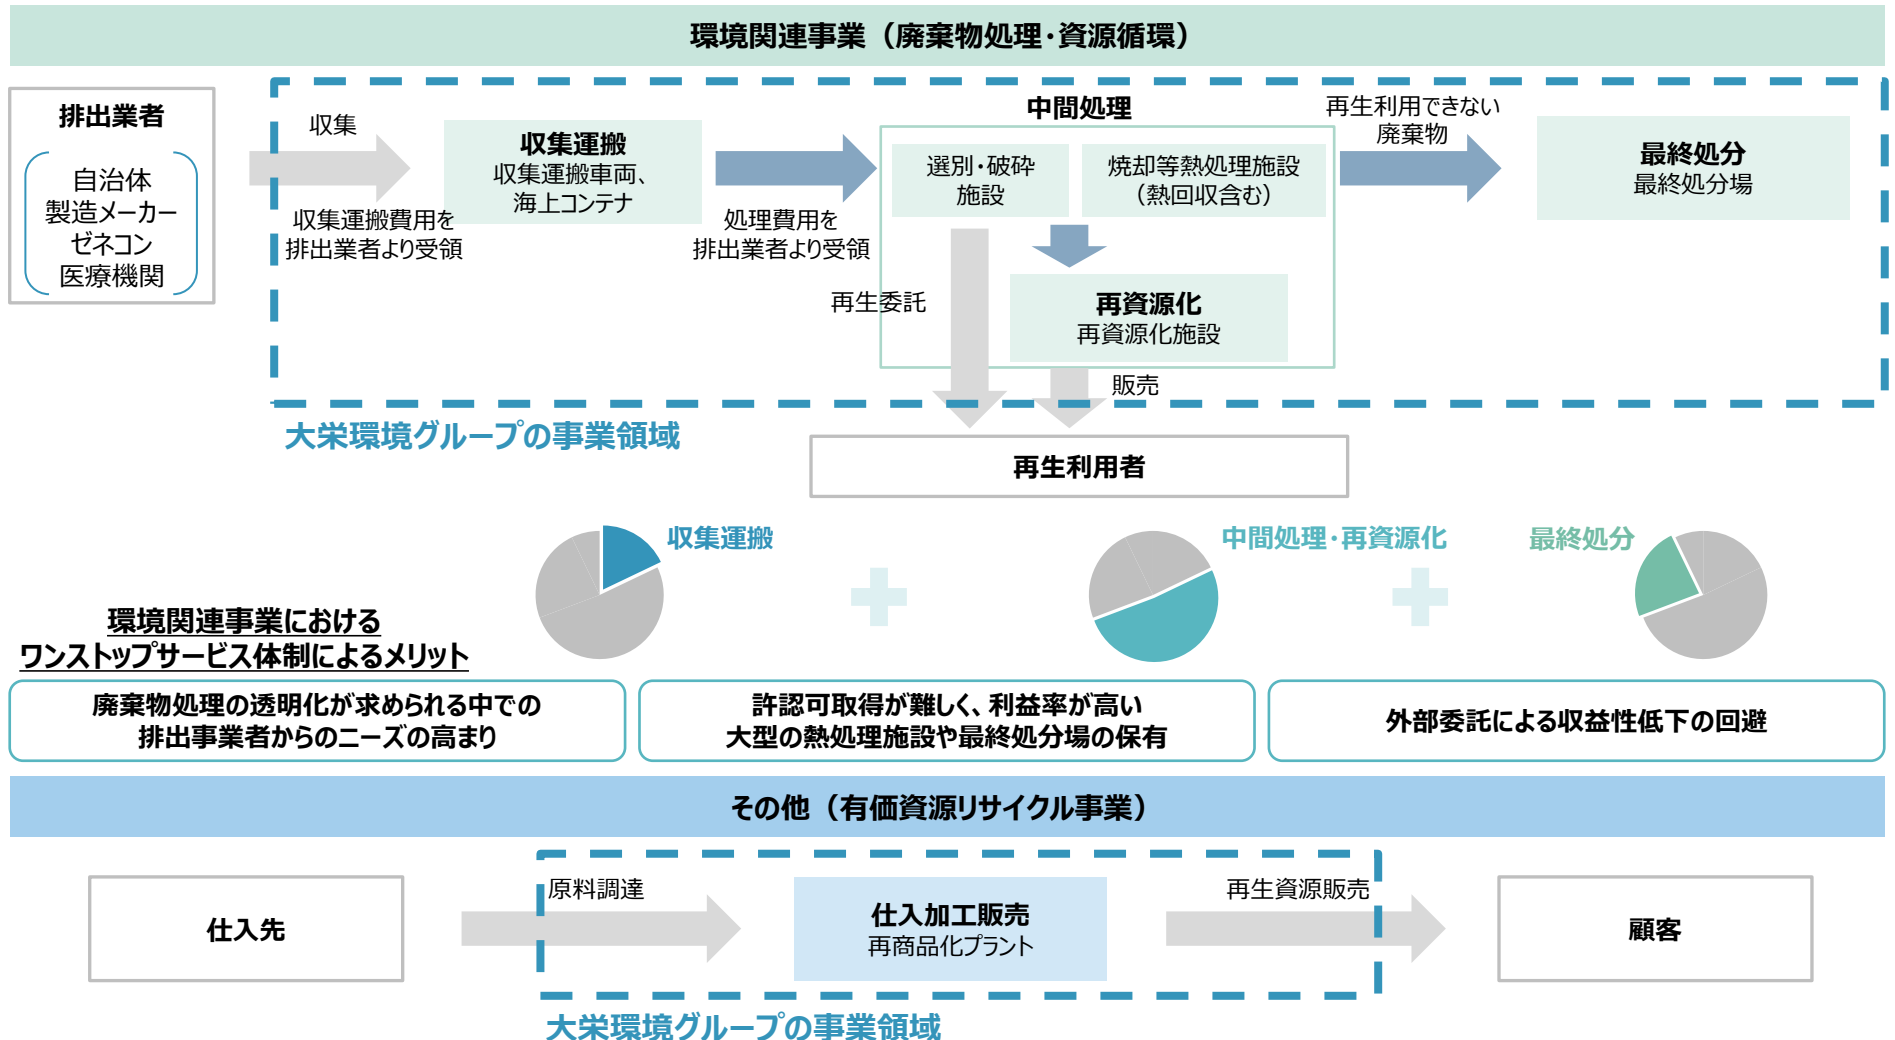 環境関連事業（廃棄物処理・資源循環）
排出業者
自治体
製造メーカー
ゼネコン
医療機関
収集
収集運搬費用を
排出業者より受領
収集運搬
収集運搬車両、
海上コンテナ
処理費用を
排出業者より受領
中間処理
選別・破砕
施設
焼却等熱処理施設
（熱回収含む）
再生委託
再資源化
再資源化施設
販売
再生利用できない
廃棄物
最終処分
最終処分場
大栄環境グループの事業領域
再生利用者
収集運搬
中間処理・再資源化
最終処分
環境関連事業における
ワンストップサービス体制によるメリット
廃棄物処理の透明化が求められる中での
排出事業者からのニーズの高まり
許認可取得が難しく、利益率が高い
大型の熱処理施設や最終処分場の保有
外部委託による収益性低下の回避
その他（有価資源リサイクル事業）
仕入先
原料調達
仕入加工販売
再商品化プラント
再生資源販売
顧客
大栄環境グループの事業領域